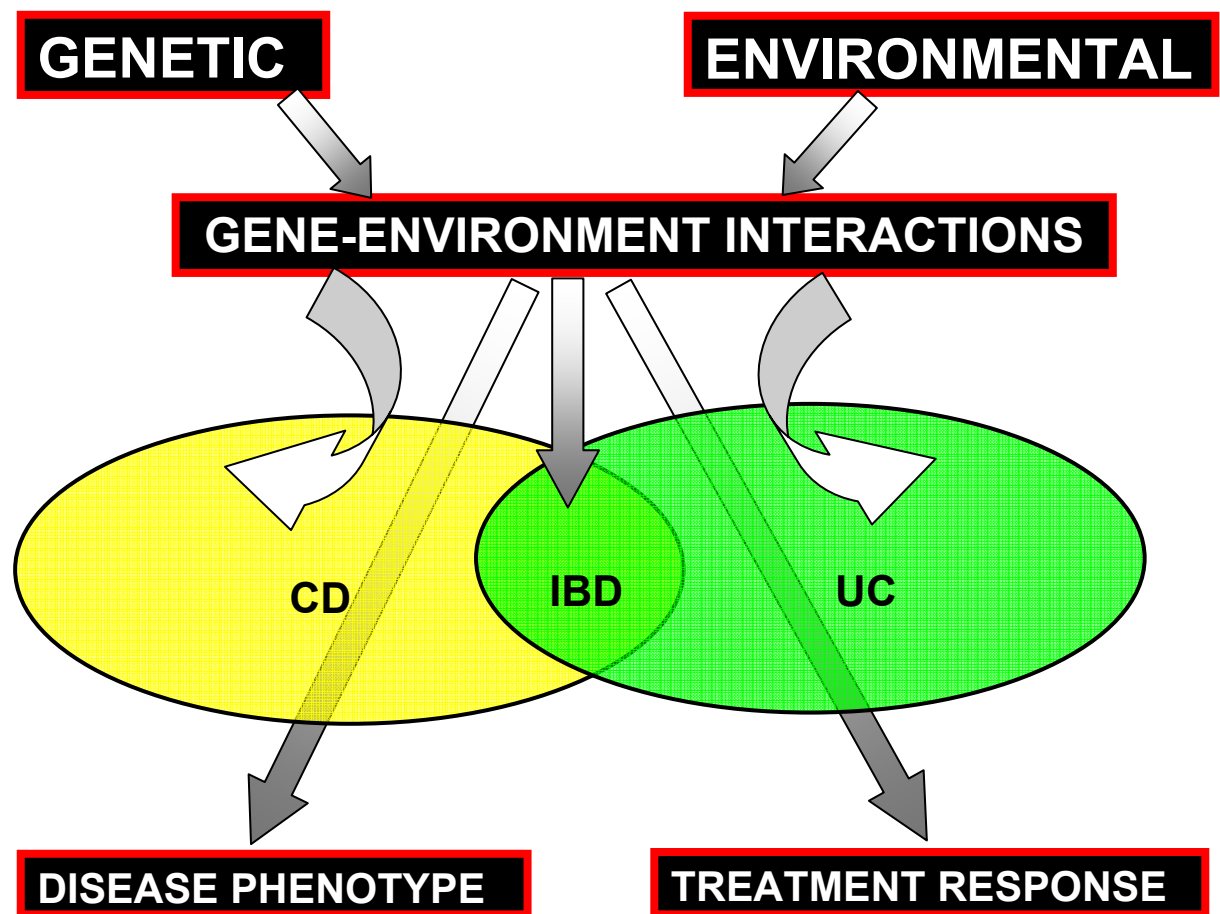 GENETIC
ENVIRONMENTAL
GENE-ENVIRONMENT INTERACTIONS
CD
IBD
UC
DISEASE PHENOTYPE
TREATMENT RESPONSE